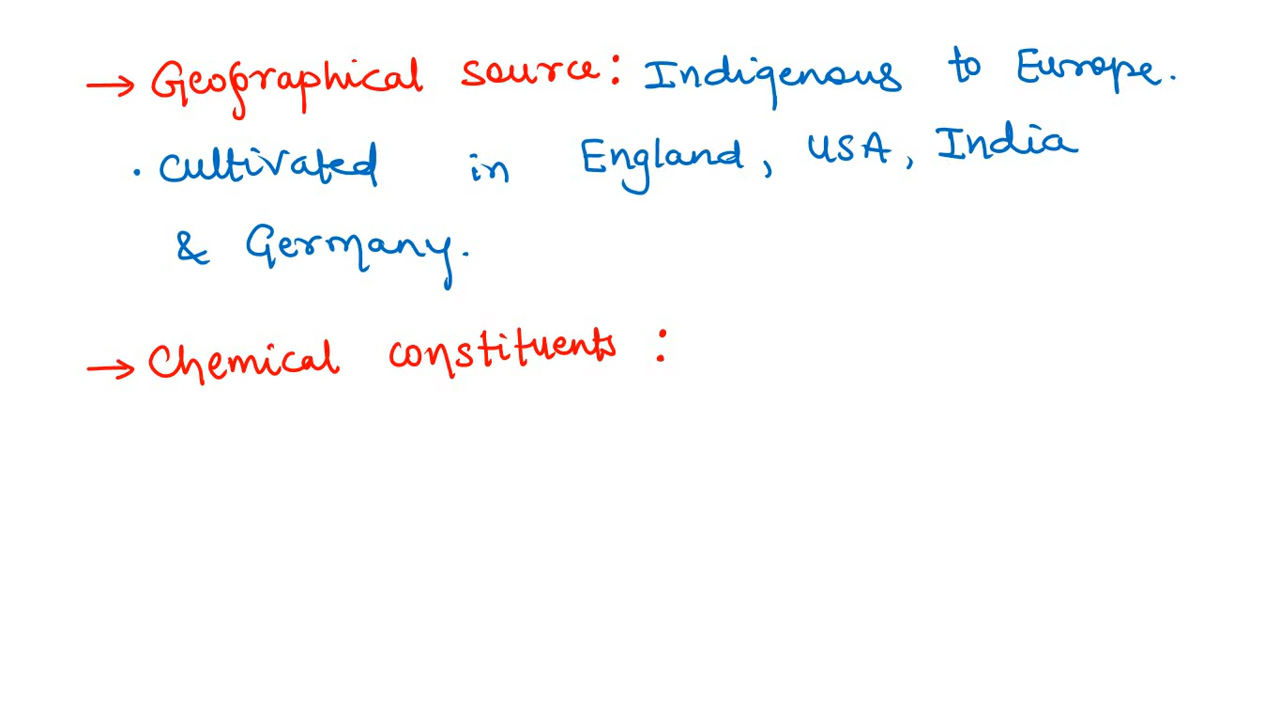 → Geographical source: Indigenous to Europe.
• cultivated in England, USA, India
& Germany.
→ Chemical constituents :